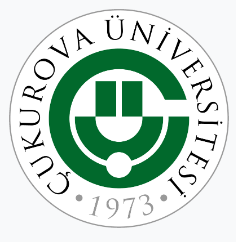 ÇUKUROVA ÜNİVERSİTESİ
• 1973 •